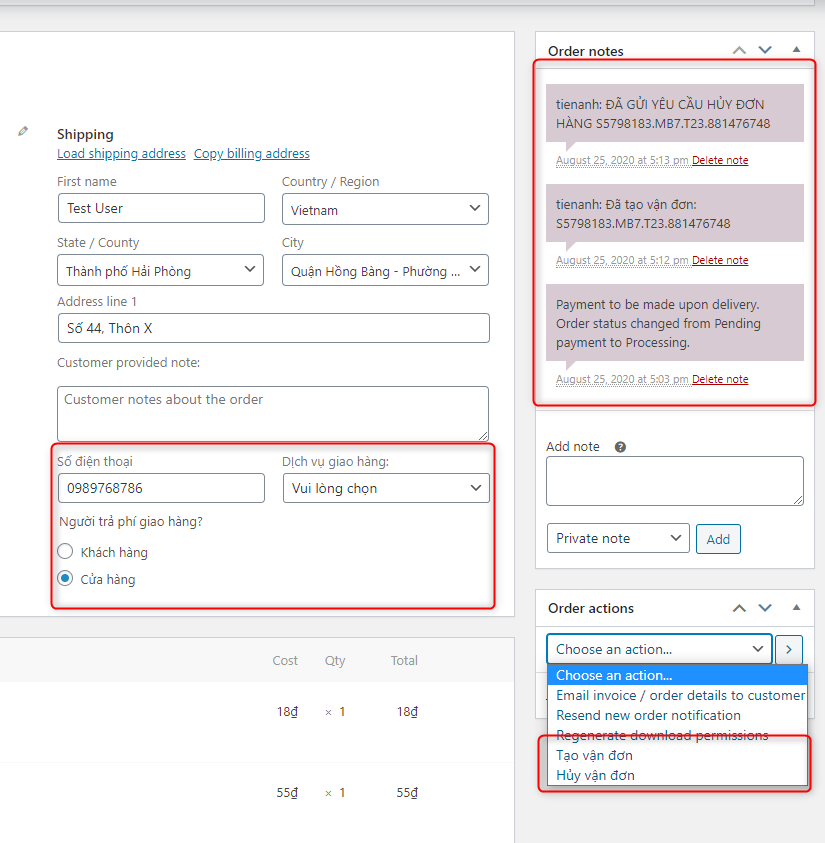 Shipping
Load shipping address Copy billing address
First name
Country / Region
Test User
Vietnam
State / County
City
Thành phố Hải Phòng
Quận Hồng Bàng - Phường ...
Address line 1
Số 44, Thôn X
Customer provided note:
Customer notes about the order
Số điện thoại
Dịch vụ giao hàng:
0989768786
Vui lòng chọn
Người trả phí giao hàng?
Khách hàng
Cửa hàng
Cost Qty Total
18₫ × 1 18₫
55₫ × 1 55₫
Order notes
tienanh: ĐÃ GỬI YÊU CẦU HỦY ĐƠN
HÀNG S5798183.MB7.T23.881476748
August 25, 2020 at 5:13 pm Delete note
tienanh: Đã tạo vận đơn:
S5798183.MB7.T23.881476748
August 25, 2020 at 5:12 pm Delete note
Payment to be made upon delivery.
Order status changed from Pending
payment to Processing.
August 25, 2020 at 5:03 pm Delete note
Add note ?
Private note
Add
Order actions
Choose an action...
Choose an action...
Email invoice / order details to customer
Resend new order notification
Regenerate download permissions
Tạo vận đơn
Hủy vận đơn